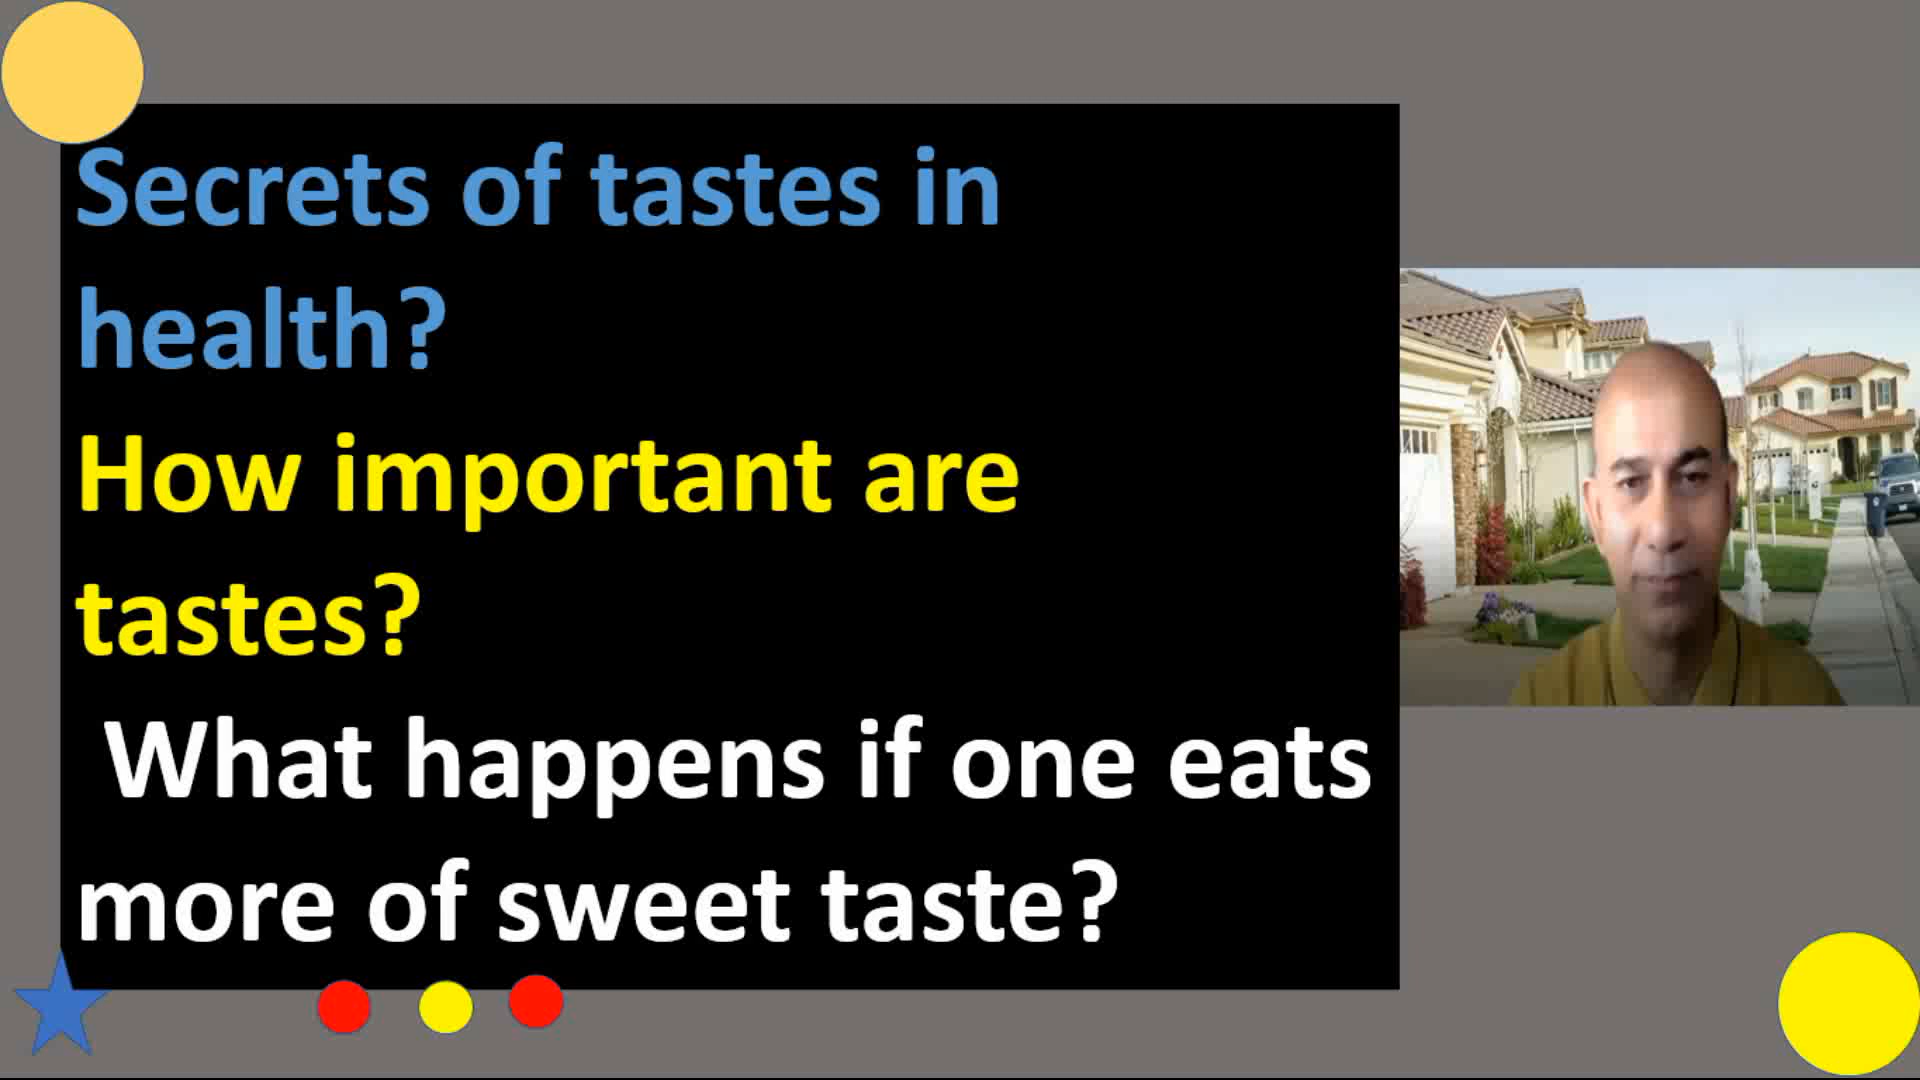 Secrets of tastes in
health?
How important are
tastes?
What happens if one eats
more of sweet taste?